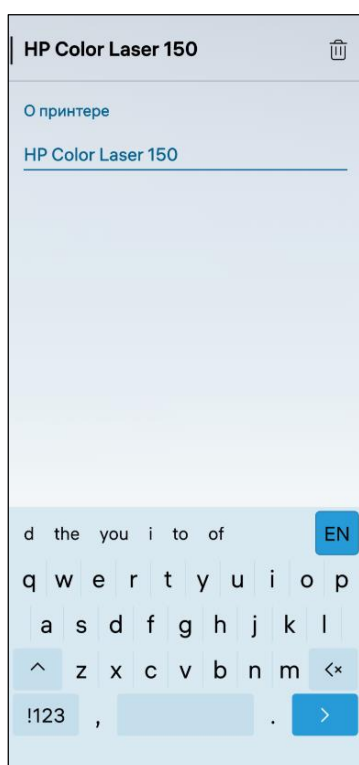 HP Color Laser 150
О принтере
HP Color Laser 150
d the you i to of EN
q w e r t y u i o p
a s d f g h j k l
z x c v b n m
!123 , .